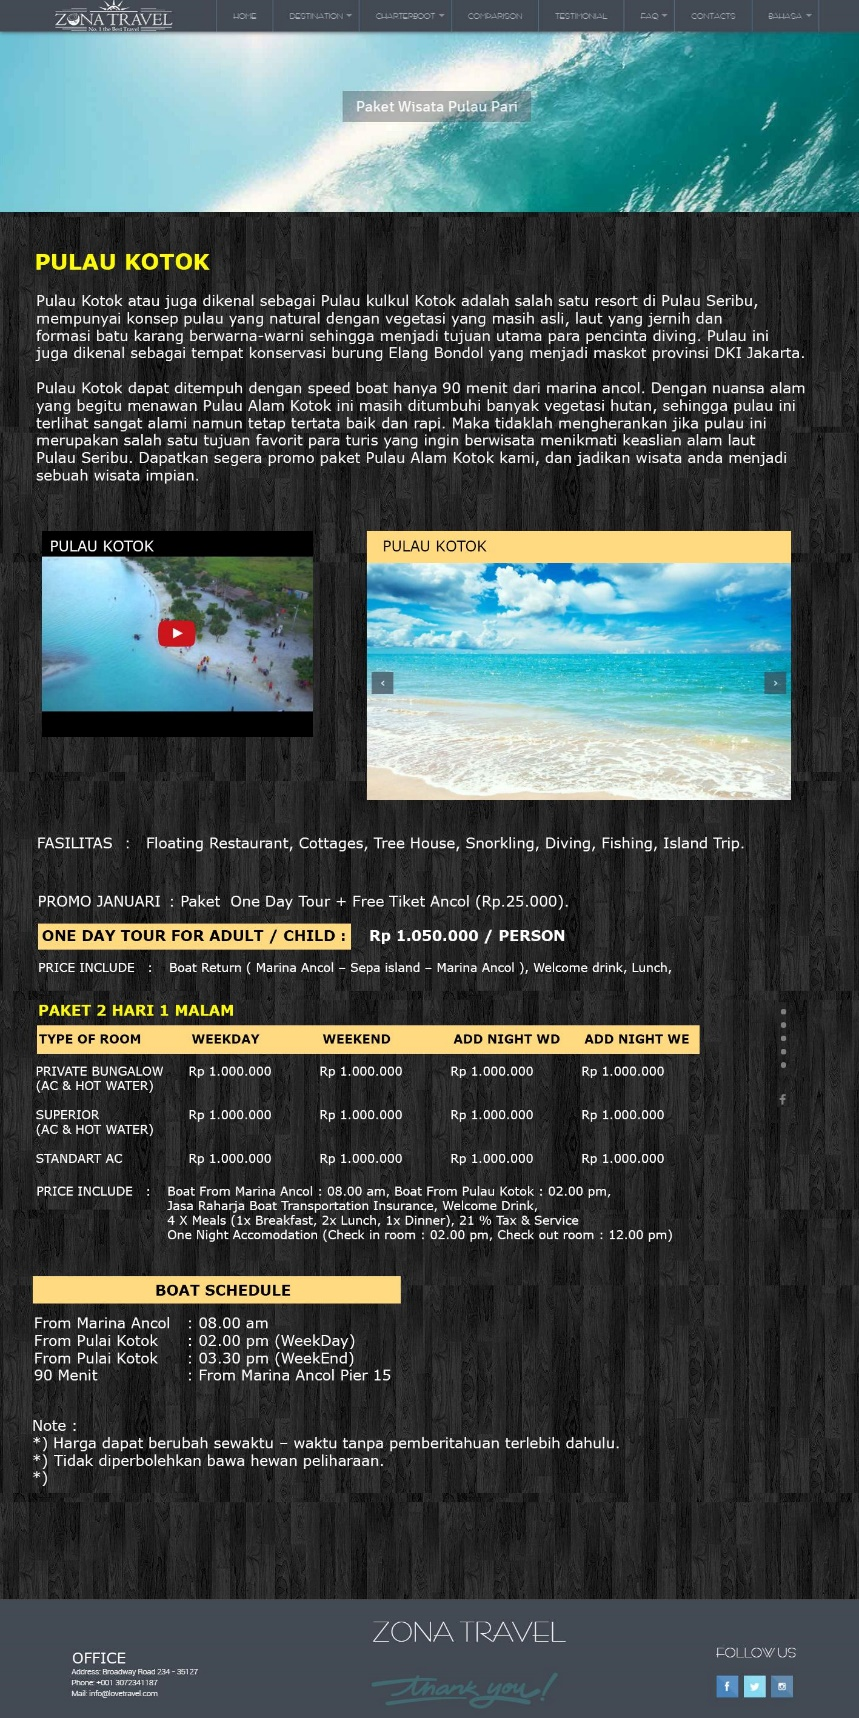 ZONA TRAVEL
No. 1 the Best Travel
HOME DESTINATION CHARTERBOOT COMPARISON TESTIMONIAL FAQ CONTACTS BAHASA
Paket Wisata Pulau Pari
PULAU KOTOK
Pulau Kotok atau juga dikenal sebagai Pulau kulkul Kotok adalah salah satu resort di Pulau Seribu,
mempunyai konsep pulau yang natural dengan vegetasi yang masih asli, laut yang jernih dan
formasi batu karang berwarna-warni sehingga menjadi tujuan utama para pencinta diving. Pulau ini
juga dikenal sebagai tempat konservasi burung Elang Bondol yang menjadi maskot provinsi DKI Jakarta.
Pulau Kotok dapat ditempuh dengan speed boat hanya 90 menit dari marina ancol. Dengan nuansa alam
yang begitu menawan Pulau Alam Kotok ini masih ditumbuhi banyak vegetasi hutan, sehingga pulau ini
terlihat sangat alami namun tetap tertata baik dan rapi. Maka tidaklah mengherankan jika pulau ini
merupakan salah satu tujuan favorit para turis yang ingin berwisata menikmati keaslian alam laut
Pulau Seribu. Dapatkan segera promo paket Pulau Alam Kotok kami, dan jadikan wisata anda menjadi
sebuah wisata impian.
PULAU KOTOK
PULAU KOTOK
FASILITAS : Floating Restaurant, Cottages, Tree House, Snorkling, Diving, Fishing, Island Trip.
PROMO JANUARI : Paket One Day Tour + Free Tiket Ancol (Rp.25.000).
ONE DAY TOUR FOR ADULT / CHILD : Rp 1.050.000 / PERSON
PRICE INCLUDE : Boat Return ( Marina Ancol – Sepa island – Marina Ancol ), Welcome drink, Lunch,
PAKET 2 HARI 1 MALAM
TYPE OF ROOM WEEKDAY WEEKEND ADD NIGHT WD ADD NIGHT WE
PRIVATE BUNGALOW Rp 1.000.000 Rp 1.000.000 Rp 1.000.000 Rp 1.000.000
(AC & HOT WATER)
SUPERIOR Rp 1.000.000 Rp 1.000.000 Rp 1.000.000 Rp 1.000.000
(AC & HOT WATER)
STANDART AC Rp 1.000.000 Rp 1.000.000 Rp 1.000.000 Rp 1.000.000
PRICE INCLUDE : Boat From Marina Ancol : 08.00 am, Boat From Pulau Kotok : 02.00 pm,
Jasa Raharja Boat Transportation Insurance, Welcome Drink,
4 X Meals (1x Breakfast, 2x Lunch, 1x Dinner), 21 % Tax & Service
One Night Accomodation (Check in room : 02.00 pm, Check out room : 12.00 pm)
BOAT SCHEDULE
From Marina Ancol : 08.00 am
From Pulai Kotok : 02.00 pm (WeekDay)
From Pulai Kotok : 03.30 pm (WeekEnd)
90 Menit : From Marina Ancol Pier 15
Note :
*) Harga dapat berubah sewaktu – waktu tanpa pemberitahuan terlebih dahulu.
*) Tidak diperbolehkan bawa hewan peliharaan.
*)
ZONA TRAVEL
thank you!
OFFICE
Address: Broadway Road 234 - 35127
Phone: +001 3072341187
Mail: info@lovetravel.com
FOLLOW US